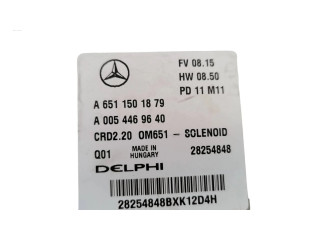 FV 08.15
HW 08.50
PD 11 M11
A 651 150 18 79
A 005 446 96 40
CRD2.20 OM651 - SOLENOID
Q01 MADE IN HUNGARY 28254848
DELPHI
28254848BXK12D4H